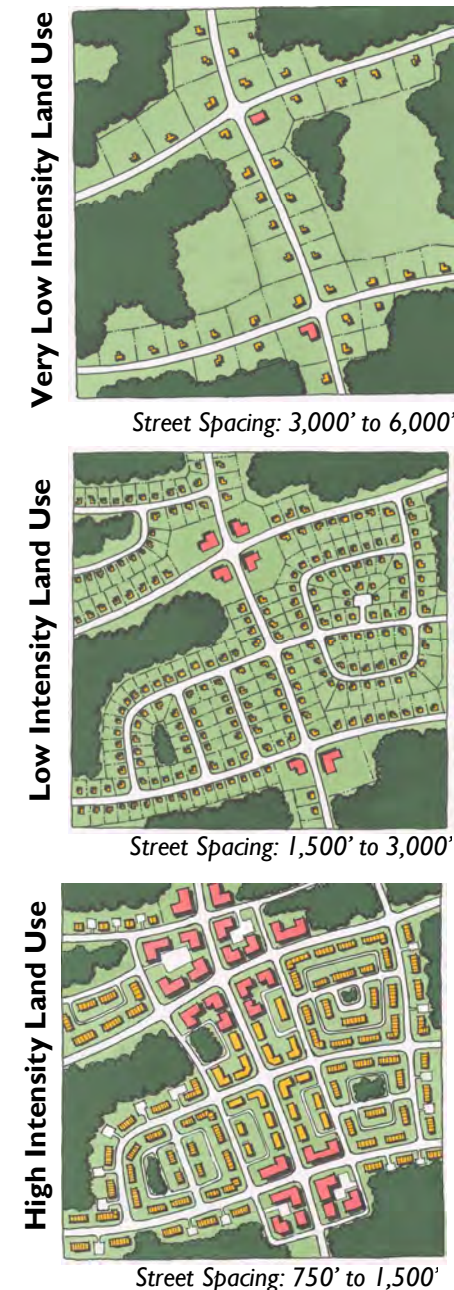 Very Low Intensity Land Use
Street Spacing: 3,000’ to 6,000’
Low Intensity Land Use
Street Spacing: 1,500’ to 3,000’
High Intensity Land Use
Street Spacing: 750’ to 1,500’